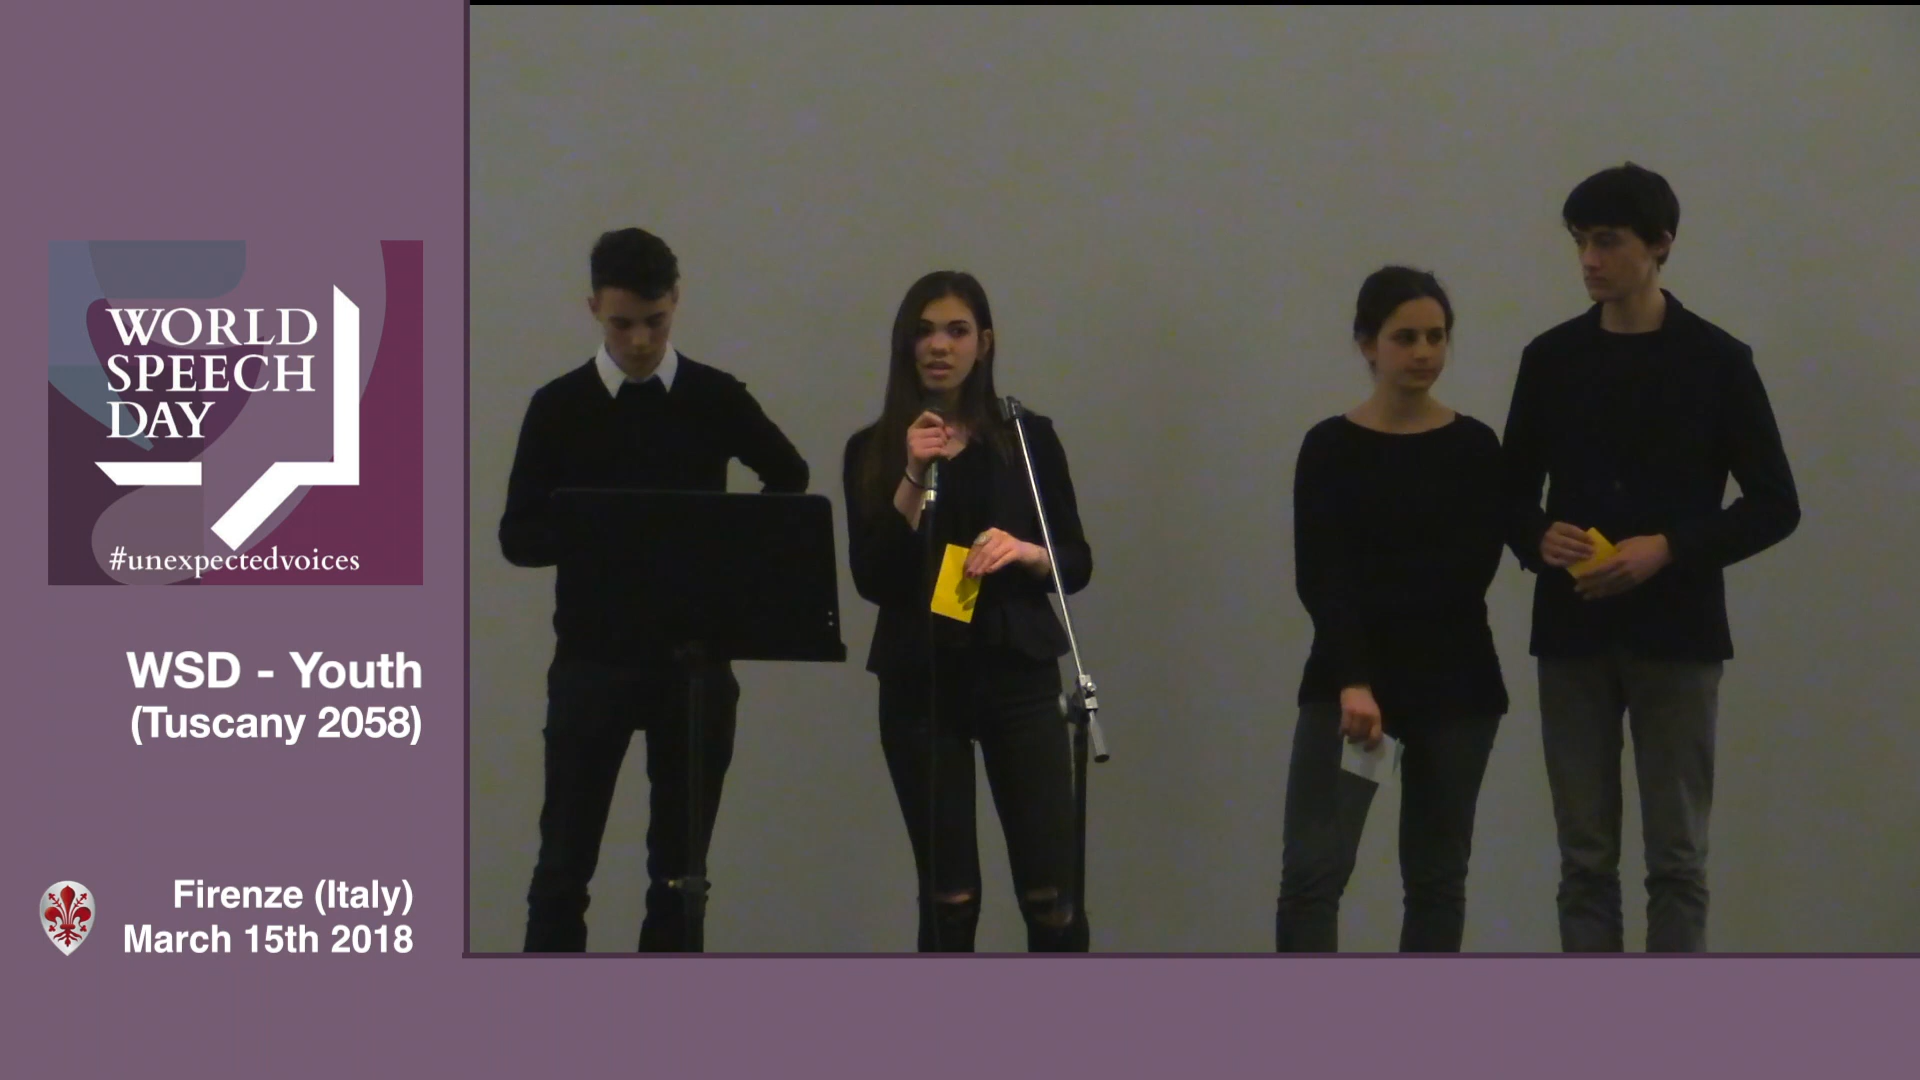 WORLD
SPEECH
DAY
#unexpectedvoices
WSD - Youth
(Tuscany 2058)
Firenze (Italy)
March 15th 2018